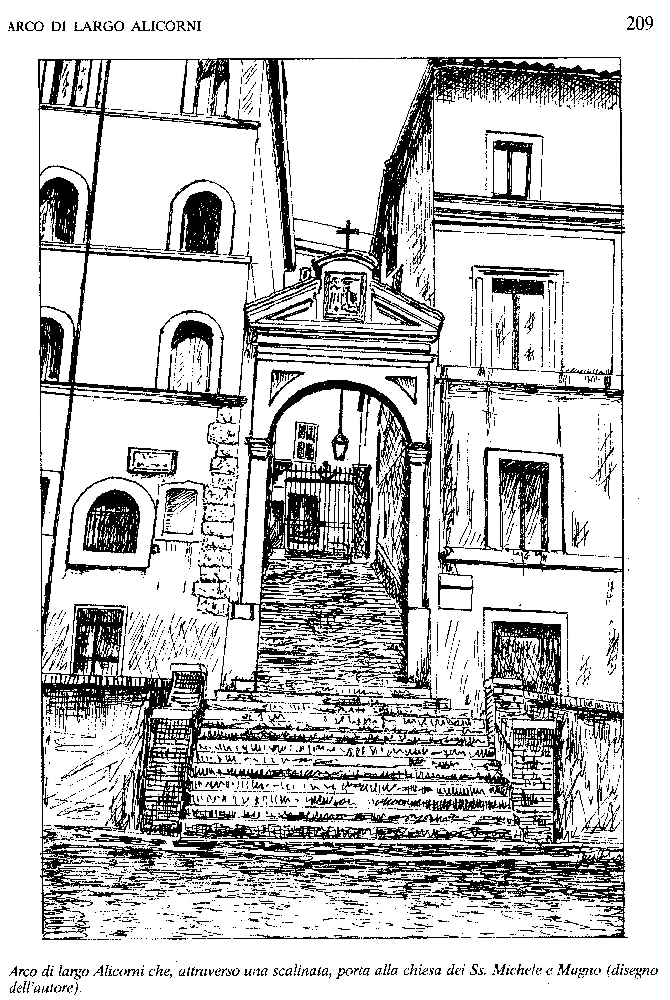 ARCO DI LARGO ALICORNI
209
Arco di largo Alicorni che, attraverso una scalinata, porta alla chiesa dei Ss. Michele e Magno (disegno
dell'autore).